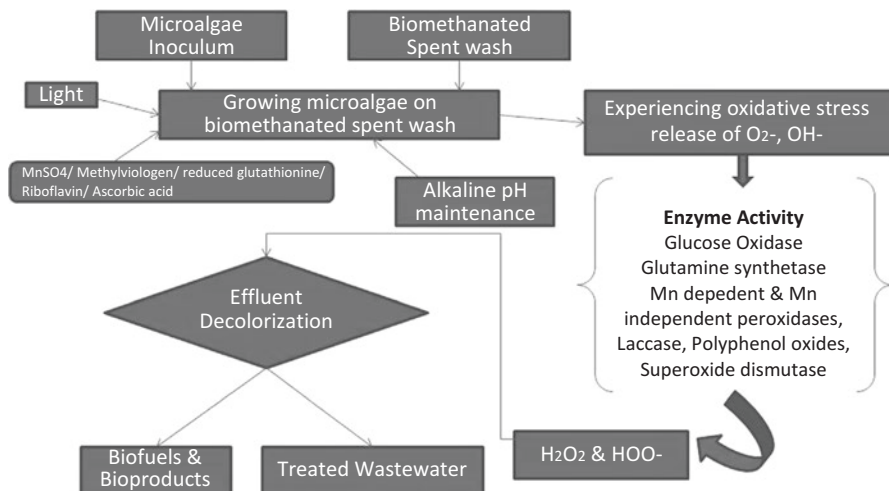 Microalgae
Inoculum
Biomethanated
Spent wash
Light
Growing microalgae on
biomethanated spent wash
Experiencing oxidative stress
release of O2-, OH-
MnSO4/ Methylviologen/ reduced glutathionine/
Riboflavin/ Ascorbic acid
Alkaline pH
maintenance
Enzyme Activity
Glucose Oxidase
Glutamine synthetase
Mn depedent & Mn
independent peroxidases,
Laccase, Polyphenol oxides,
Superoxide dismutase
Effluent
Decolorization
H2O2 & HOO-
Biofuels &
Bioproducts
Treated Wastewater